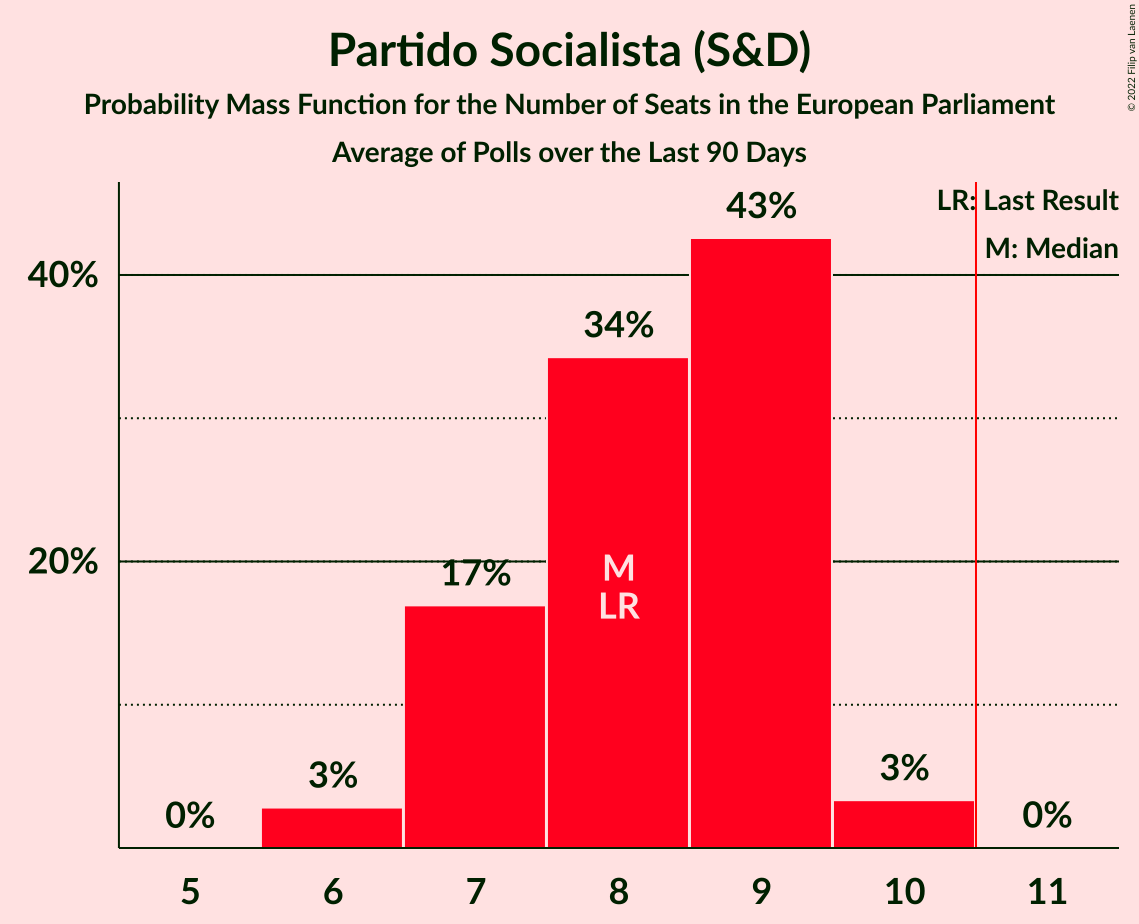 Partido Socialista (S&D)
Probability Mass Function for the Number of Seats in the European Parliament
Average of Polls over the Last 90 Days
© 2022 Filip van Laenen
LR: Last Result
M: Median
43%
40%
34%
20%
17%
M
LR
3%
3%
0%
0%
5 6 7 8 9 10 11